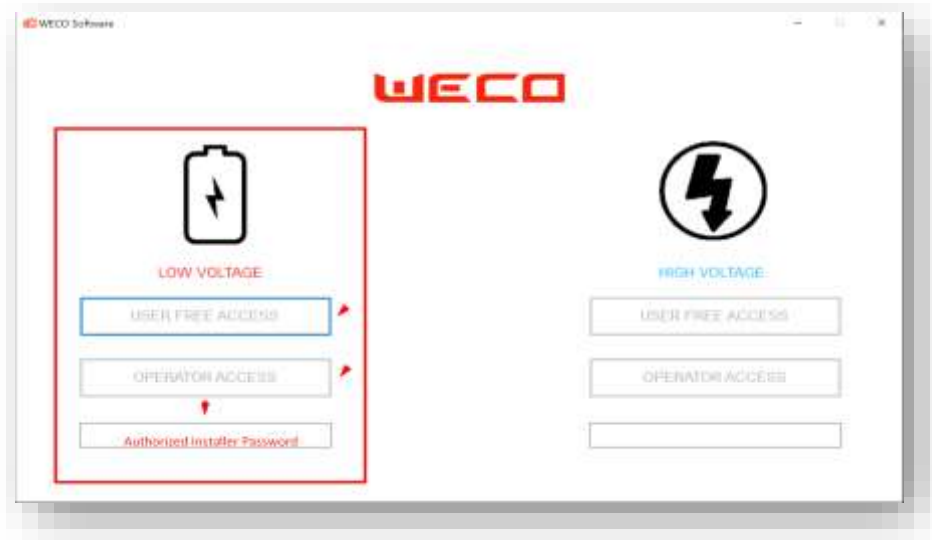 WECO Software
WECO
LOW VOLTAGE
USER FREE ACCESS
OPERATOR ACCESS
Authorized Installer Password
HIGH VOLTAGE
USER FREE ACCESS
OPERATOR ACCESS